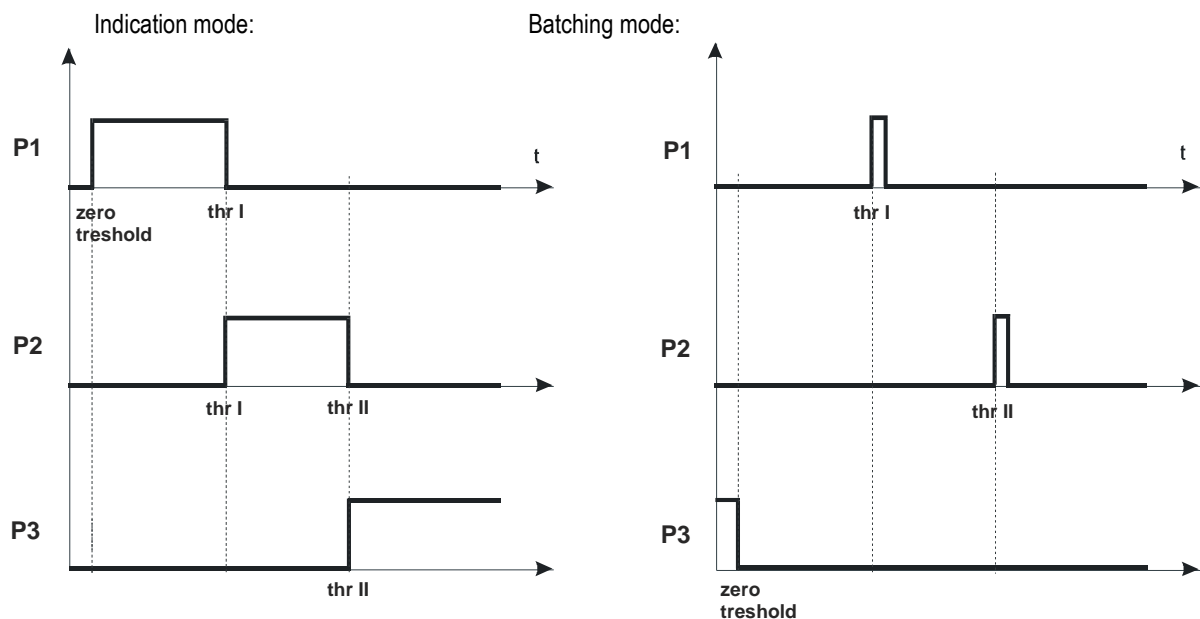 Indication mode:
Batching mode:
P1
t
zero
treshold
thr I
P2
thr I
thr II
P3
thr II
P1
t
thr I
P2
thr II
P3
zero
treshold